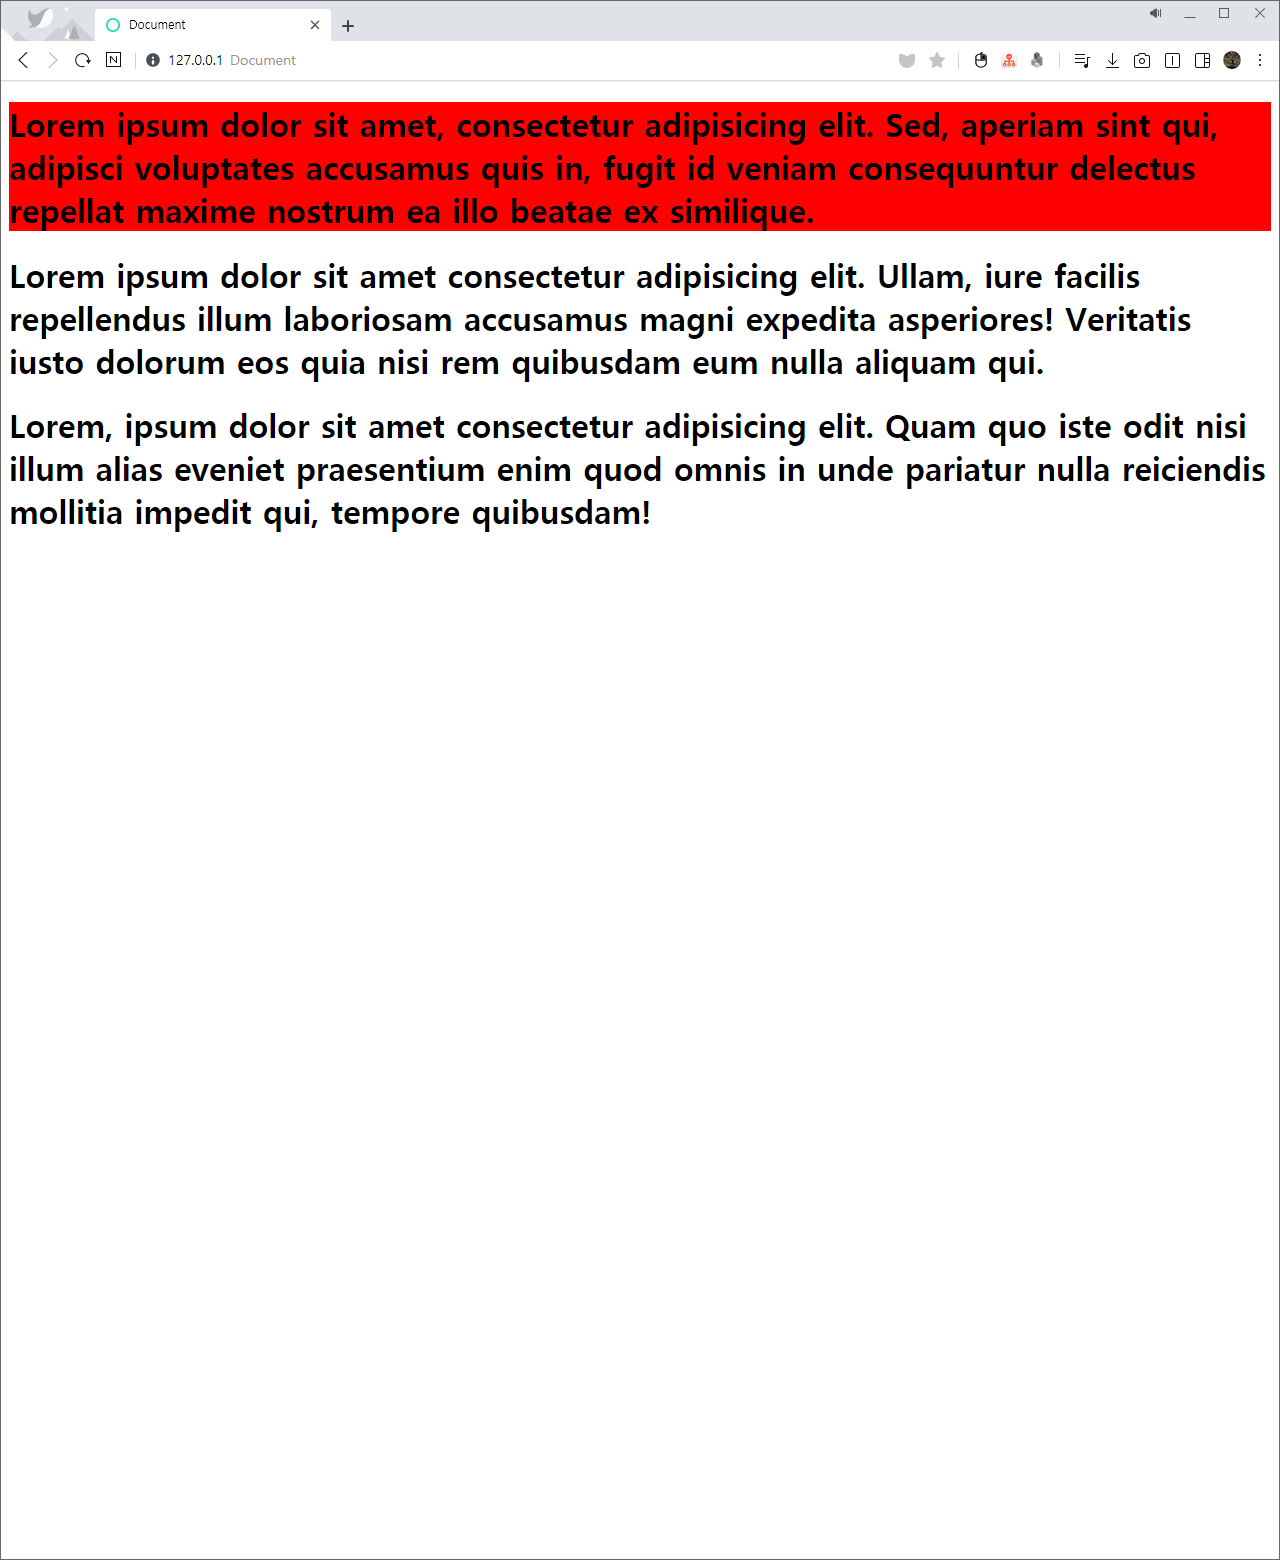 Document
N
127.0.0.1 Document
Lorem ipsum dolor sit amet, consectetur adipisicing elit. Sed, aperiam sint qui,
adipisci voluptates accusamus quis in, fugit id veniam consequuntur delectus
repellat maxime nostrum ea illo beatae ex similique.
Lorem ipsum dolor sit amet consectetur adipisicing elit. Ullam, iure facilis
repellendus illum laboriosam accusamus magni expedita asperiores! Veritatis
iusto dolorum eos quia nisi rem quibusdam eum nulla aliquam qui.
Lorem, ipsum dolor sit amet consectetur adipisicing elit. Quam quo iste odit nisi
illum alias eveniet praesentium enim quod omnis in unde pariatur nulla reiciendis
mollitia impedit qui, tempore quibusdam!